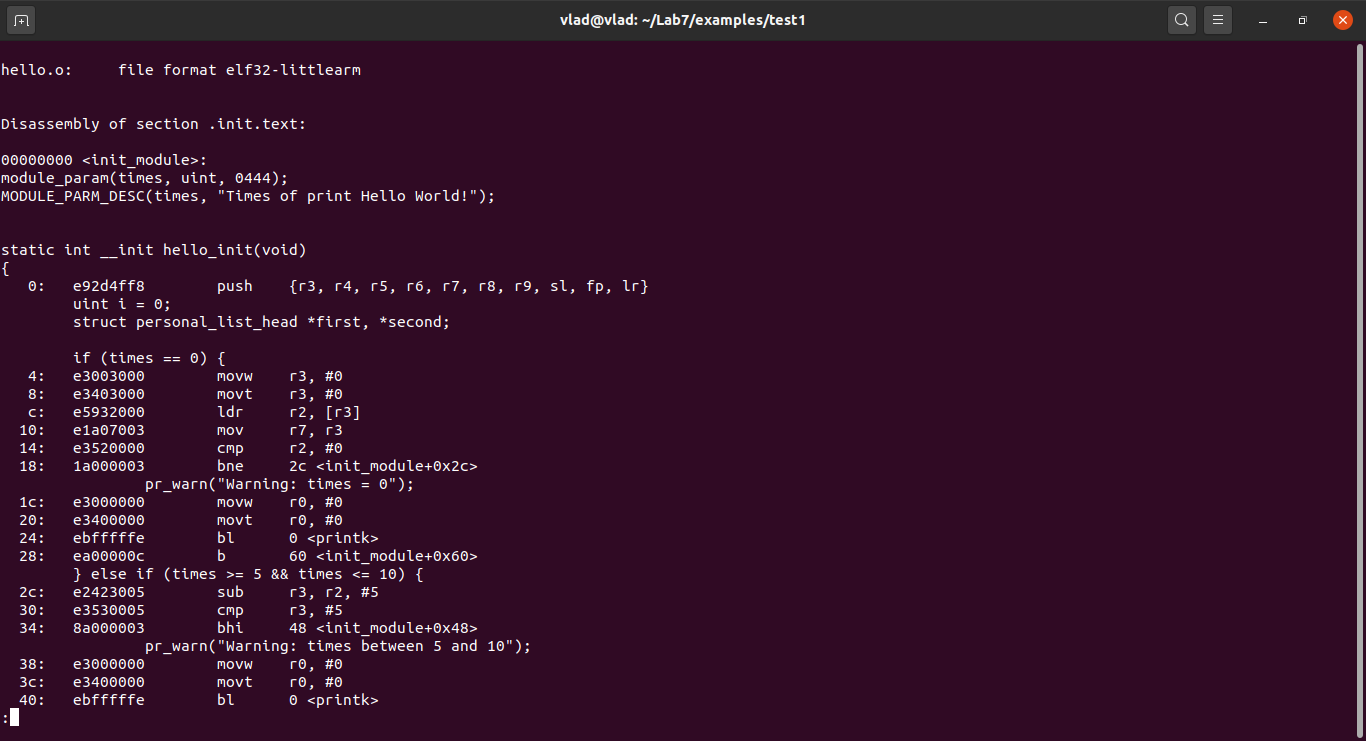 vlad@vlad: ~/Lab7/examples/test1
hello.o:     file format elf32-littlearm
Disassembly of section .init.text:
00000000 <init_module>:
module_param(times, uint, 0444);
MODULE_PARM_DESC(times, "Times of print Hello World!");
static int __init hello_init(void)
{
   0:   e92d4ff8        push    {r3, r4, r5, r6, r7, r8, r9, sl, fp, lr}
        uint i = 0;
        struct personal_list_head *first, *second;
        if (times == 0) {
   4:   e3003000        movw    r3, #0
   8:   e3403000        movt    r3, #0
   c:   e5932000        ldr     r2, [r3]
  10:   e1a07003        mov     r7, r3
  14:   e3520000        cmp     r2, #0
  18:   1a000003        bne     2c <init_module+0x2c>
                pr_warn("Warning: times = 0");
  1c:   e3000000        movw    r0, #0
  20:   e3400000        movt    r0, #0
  24:   ebfffffe        bl      0 <printk>
  28:   ea00000c        b       60 <init_module+0x60>
        } else if (times >= 5 && times <= 10) {
  2c:   e2423005        sub     r3, r2, #5
  30:   e3530005        cmp     r3, #5
  34:   8a000003        bhi     48 <init_module+0x48>
                pr_warn("Warning: times between 5 and 10");
  38:   e3000000        movw    r0, #0
  3c:   e3400000        movt    r0, #0
  40:   ebfffffe        bl      0 <printk>
: